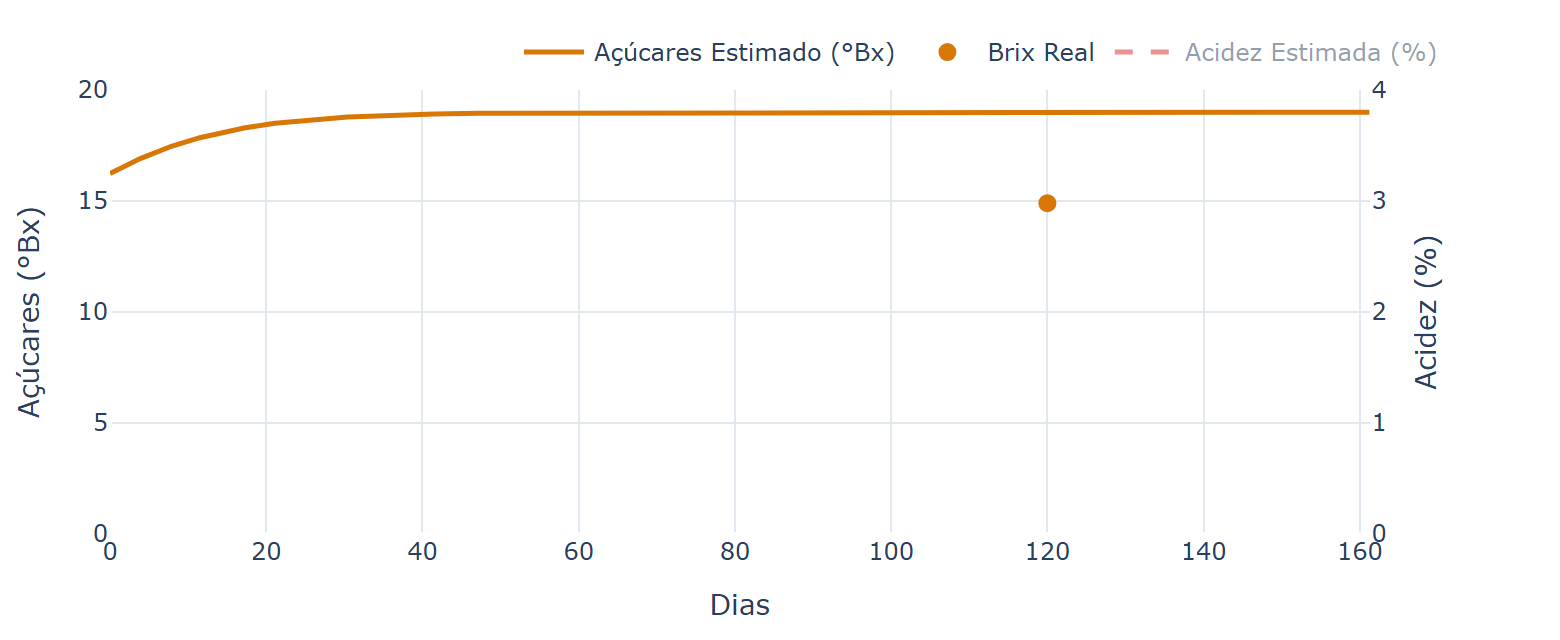 Açúcares Estimado (°Bx) Brix Real Acidez Estimada (%)
20 4
15 3
10 2
5 1
0 0
0 20 40 60 80 100 120 140 160
Dias
Açúcares (°Bx)
Acidez (%)